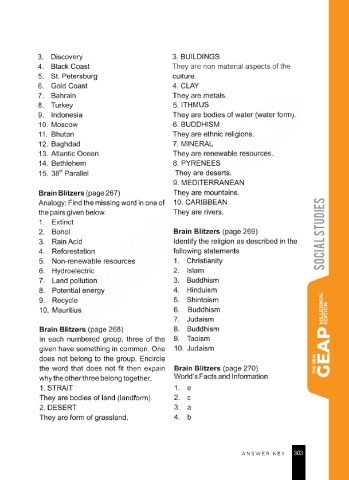 3. Discovery
4. Black Coast
5. St. Petersburg
6. Gold Coast
7. Bahrain
8. Turkey
9. Indonesia
10. Moscow
11. Bhutan
12. Baghdad
13. Atlantic Ocean
14. Bethlehem
15. 38th Parallel
Brain Blitzers (page 267)
Analogy: Find the missing word in one of
the pairs given below.
1. Extinct
2. Bohol
3. Rain Acid
4. Reforestation
5. Non-renewable resources
6. Hydroelectric
7. Land pollution
8. Potential energy
9. Recycle
10. Mauritius
Brain Blitzers (page 268)
In each numbered group, three of the
given have something in common. One
does not belong to the group. Encircle
the word that does not fit then expain
why the other three belong together.
1. STRAIT
They are bodies of land (landform).
2. DESERT
They are form of grassland.
3. BUILDINGS
They are non material aspects of the
culture.
4. CLAY
They are metals.
5. ITHMUS
They are bodies of water (water form).
6. BUDDHISM
They are ethnic religions.
7. MINERAL
They are renewable resources.
8. PYRENEES
They are deserts.
9. MEDITERRANEAN
They are mountains.
10. CARIBBEAN
They are rivers.
Brain Blitzers (page 269)
Identify the religion as described in the
following statements
1. Christianity
2. Islam
3. Buddhism
4. Hinduism
5. Shintoism
6. Buddhism
7. Judaism
8. Buddhism
9. Taoism
10. Judaism
Brain Blitzers (page 270)
World's Facts and Information
1. e
2. c
3. a
4. b
SOCIAL STUDIES
THE NEW
GEAP
MILLENNIAL
EDITION
ANSWER KEY 303